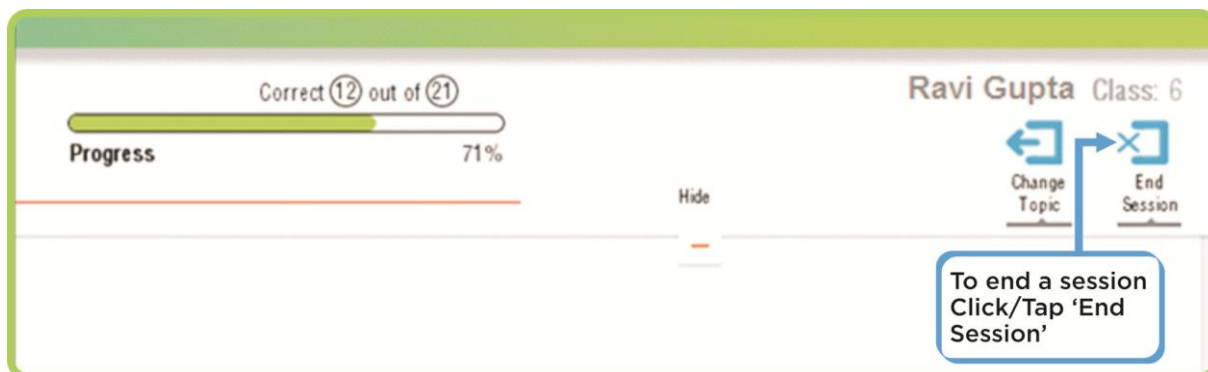 Correct 12 out of 21
Progress 71%
Ravi Gupta Class: 6
Hide
Change
Topic
End
Session
To end a session
Click/Tap ‘End
Session’